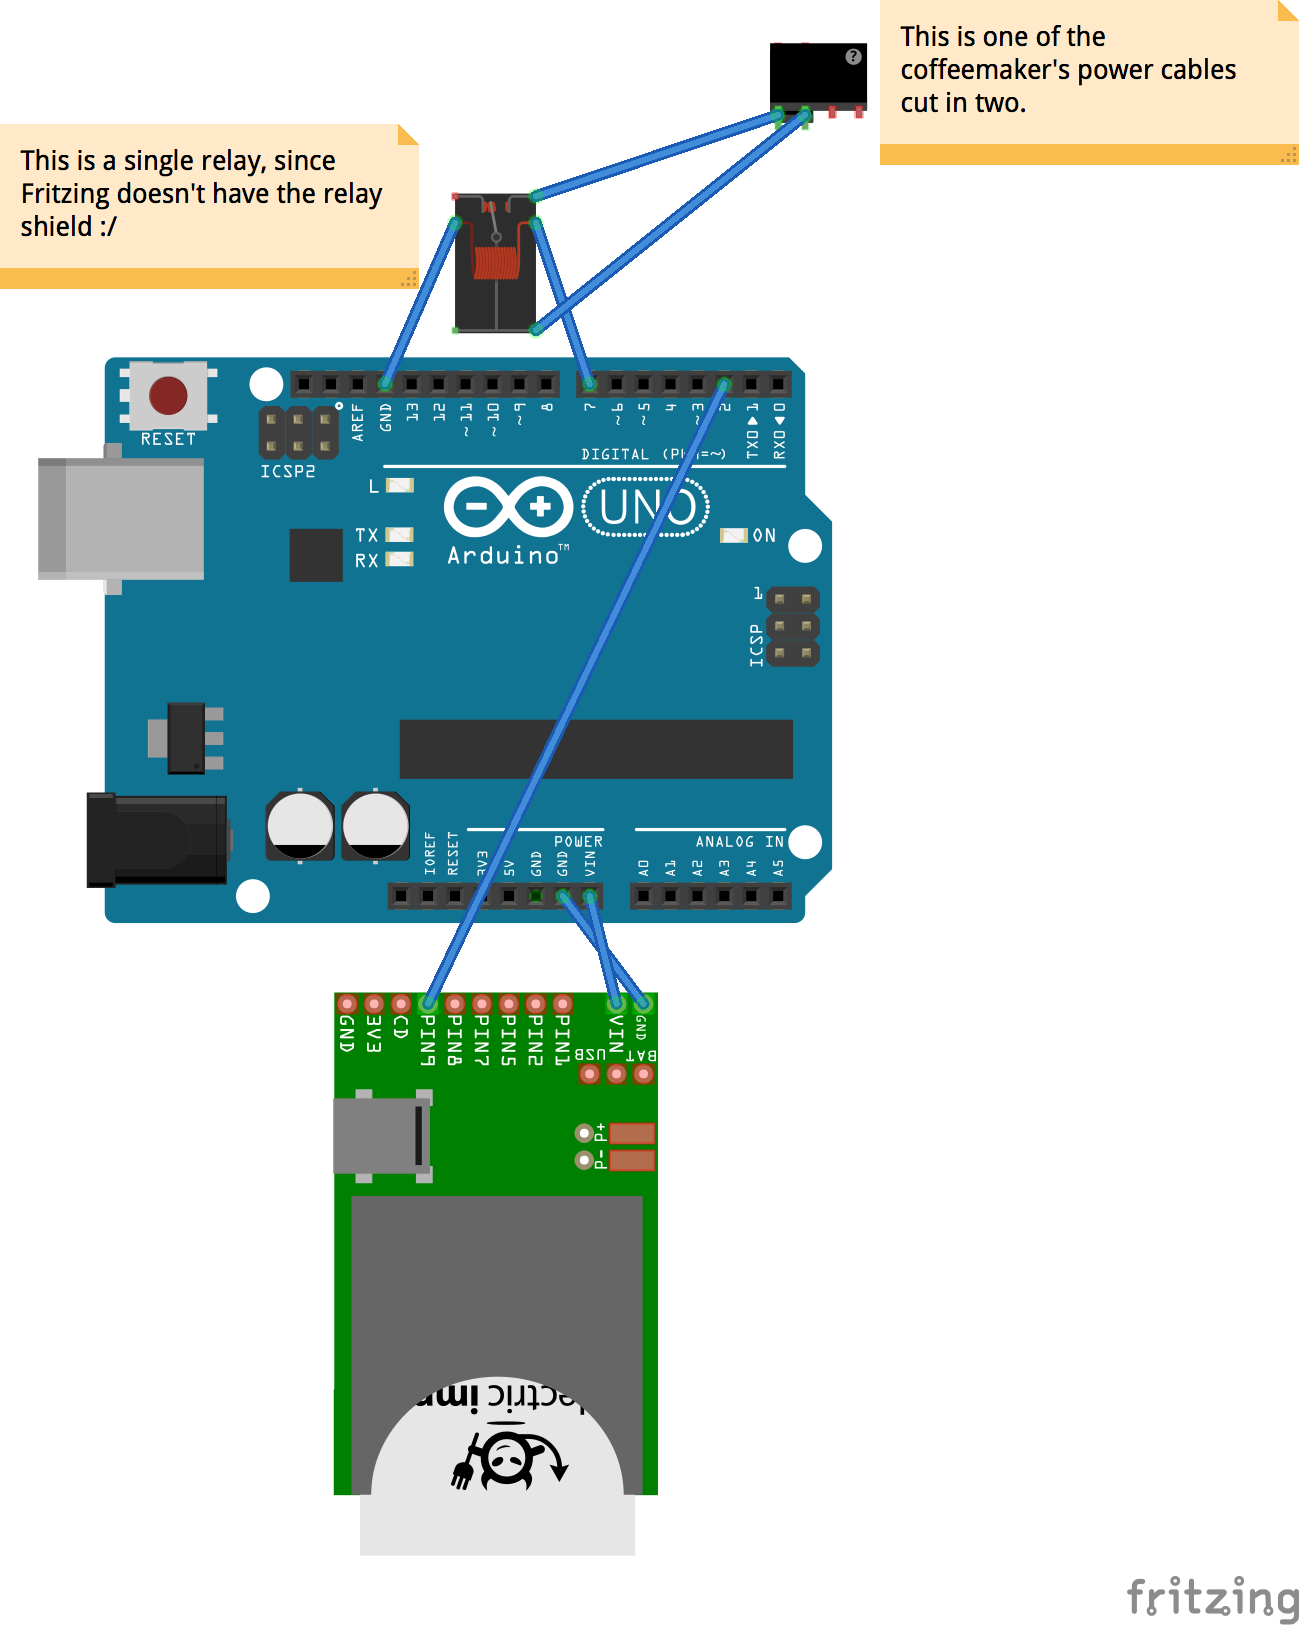 This is one of the
coffeemaker's power cables
cut in two.
?
This is a single relay, since
Fritzing doesn't have the relay
shield :/
RESET
ICSP2
AREF
GND
13
12
~11
~10
~9
8
7
~6
~5
4
~3
2
TX0▶1
RX0◀0
DIGITAL (PWM=~)
L
TX
RX
UNO
Arduino™
ON
1
ICSP
IOREF
RESET
3V3
5V
GND
GND
VIN
POWER
A0
A1
A2
A3
A4
A5
ANALOG IN
GND
3V3
CD
PIN9
PIN8
PIN7
PIN5
PIN2
PIN1
VIN
GND
USB
BAT
P+
P-
lectric imp
fritzing